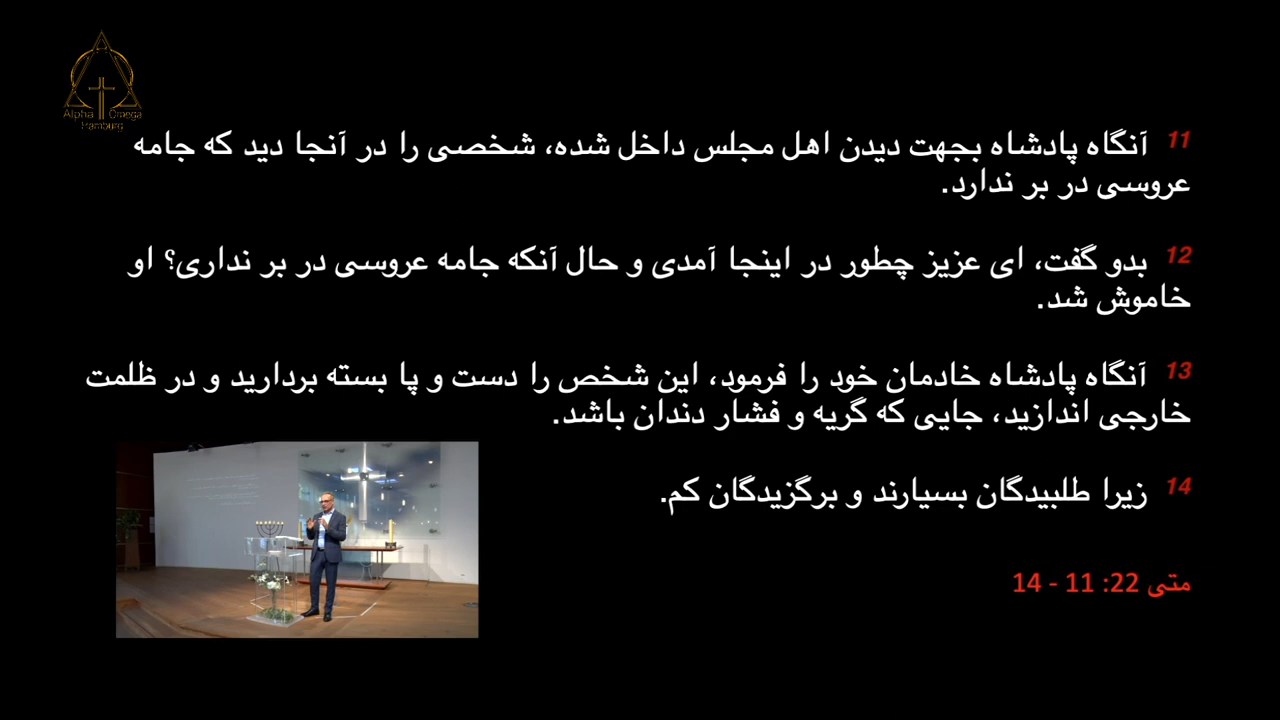 Alpha Omega
Hamburg
11 آنگاه پادشاه بجهت دیدن اهل مجلس داخل شده، شخصی را در آنجا دید که جامه
عروسی در بر ندارد.
12 بدو گفت، ای عزیز چطور در اینجا آمدی و حال آنکه جامه عروسی در بر نداری؟ او
خاموش شد.
13 آنگاه پادشاه خادمان خود را فرمود، این شخص را دست و پا بسته بردارید و در ظلمت
خارجی اندازید، جایی که گریه و فشار دندان باشد.
14 زیرا طلبیدگان بسیارند و برگزیدگان کم.
متی 22: 11 - 14